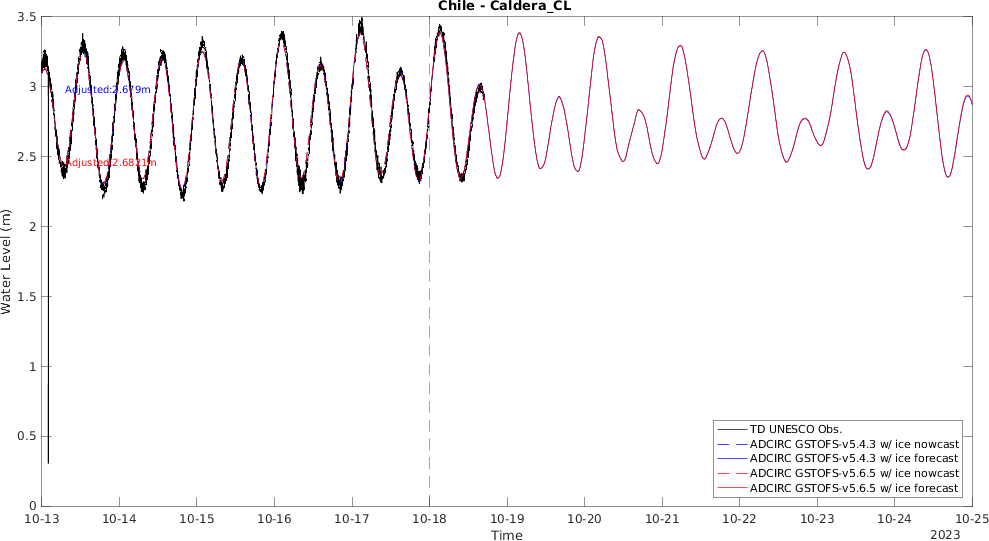 Chile - Caldera_CL
3.5
3
2.5
2
1.5
1
0.5
0
Water Level (m)
Adjusted:2.679m
Adjusted:2.6821m
TD UNESCO Obs.
ADCIRC GSTOFS-v5.4.3 w/ ice nowcast
ADCIRC GSTOFS-v5.4.3 w/ ice forecast
ADCIRC GSTOFS-v5.6.5 w/ ice nowcast
ADCIRC GSTOFS-v5.6.5 w/ ice forecast
10-13 10-14 10-15 10-16 10-17 10-18 10-19 10-20 10-21 10-22 10-23 10-24 10-25
Time
2023